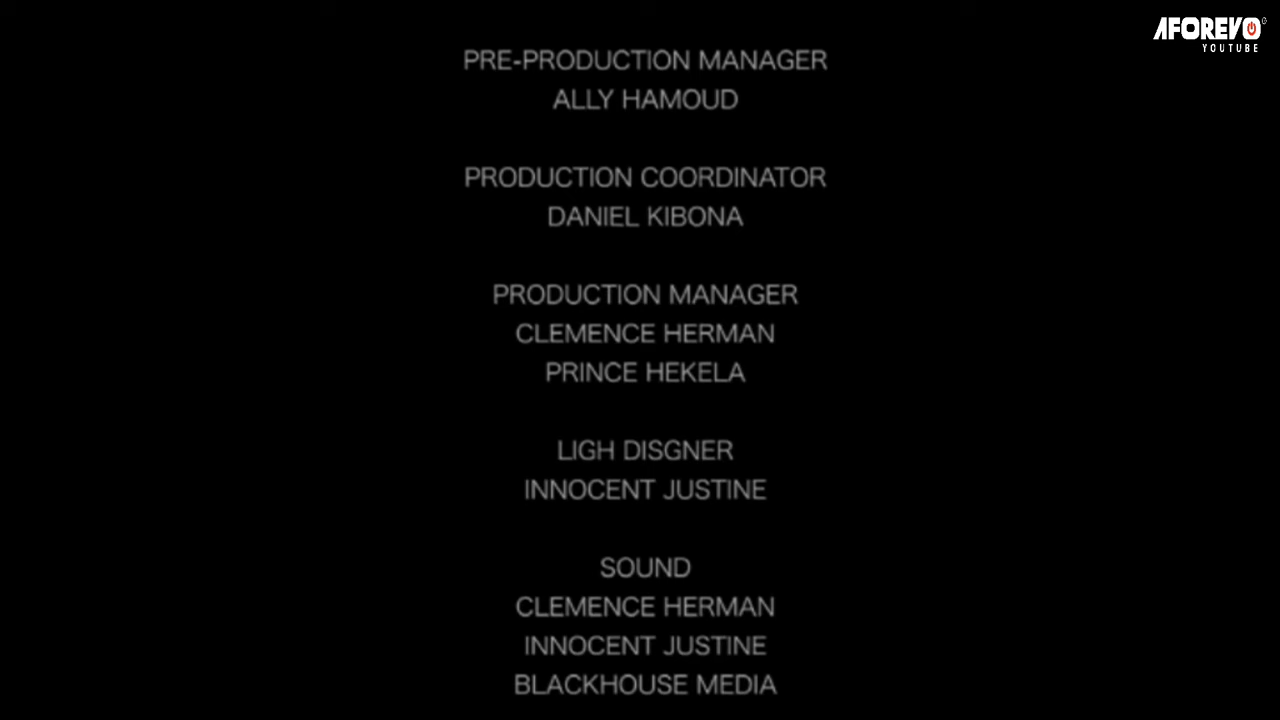 AFOREVO
YOUTUBE
PRE-PRODUCTION MANAGER
ALLY HAMOUD
PRODUCTION COORDINATOR
DANIEL KIBONA
PRODUCTION MANAGER
CLEMENCE HERMAN
PRINCE HEKELA
LIGH DISGNER
INNOCENT JUSTINE
SOUND
CLEMENCE HERMAN
INNOCENT JUSTINE
BLACKHOUSE MEDIA